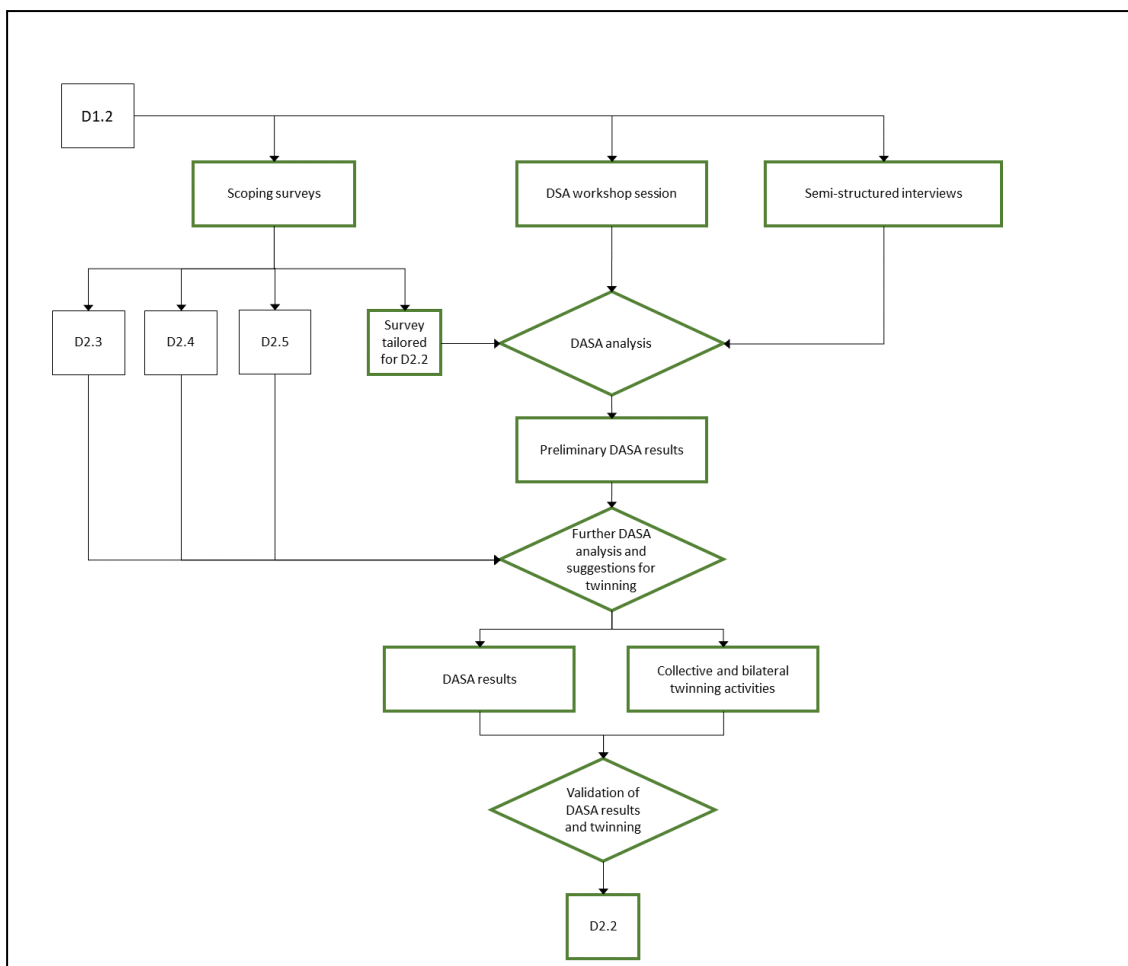 D1.2
Scoping surveys
DSA workshop session
Semi-structured interviews
D2.3
D2.4
D2.5
Survey
tailored
for D2.2
DASA analysis
Preliminary DASA results
Further DASA
analysis and
suggestions for
twinning
DASA results
Collective and bilateral
twinning activities
Validation of
DASA results
and twinning
D2.2